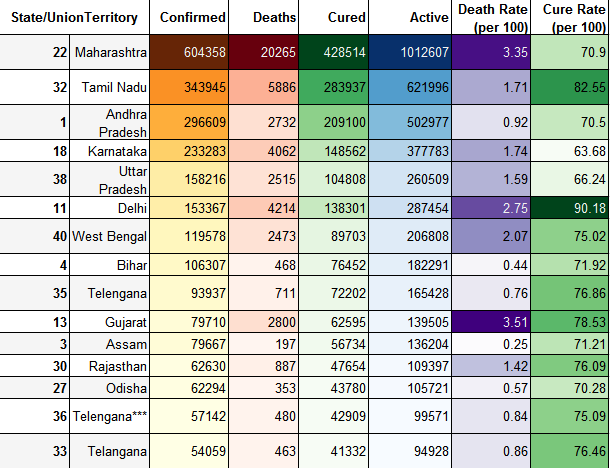 State/UnionTerritory Confirmed Deaths Cured Active Death Rate (per 100) Cure Rate (per 100)
22 Maharashtra 604358 20265 428514 1012607 3.35 70.9
32 Tamil Nadu 343945 5886 283937 621996 1.71 82.55
1 Andhra Pradesh 296609 2732 209100 502977 0.92 70.5
18 Karnataka 233283 4062 148562 377783 1.74 63.68
38 Uttar Pradesh 158216 2515 104808 260509 1.59 66.24
11 Delhi 153367 4214 138301 287454 2.75 90.18
40 West Bengal 119578 2473 89703 206808 2.07 75.02
4 Bihar 106307 468 76452 182291 0.44 71.92
35 Telengana 93937 711 72202 165428 0.76 76.86
13 Gujarat 79710 2800 62595 139505 3.51 78.53
3 Assam 79667 197 56734 136204 0.25 71.21
30 Rajasthan 62630 887 47654 109397 1.42 76.09
27 Odisha 62294 353 43780 105721 0.57 70.28
36 Telengana*** 57142 480 42909 99571 0.84 75.09
33 Telangana 54059 463 41332 94928 0.86 76.46